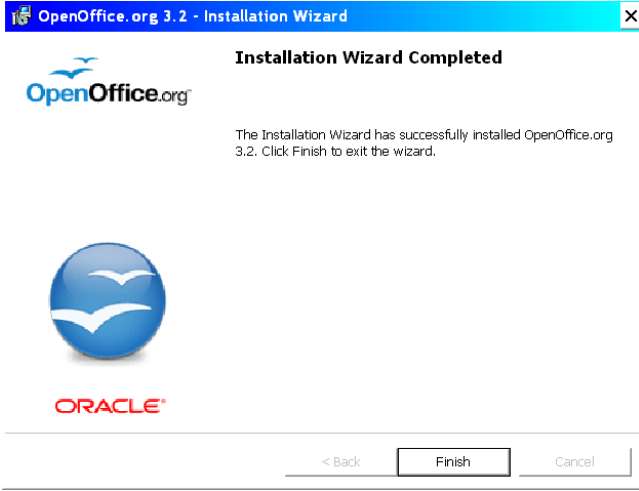 OpenOffice.org 3.2 - Installation Wizard
OpenOffice.org™
Installation Wizard Completed
The Installation Wizard has successfully installed OpenOffice.org
3.2. Click Finish to exit the wizard.
ORACLE®
< Back
Finish
Cancel